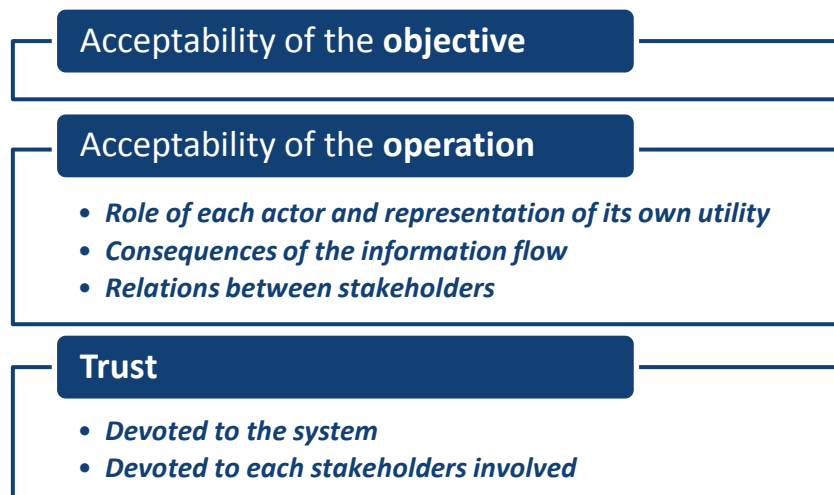 Acceptability of the objective
Acceptability of the operation
• Role of each actor and representation of its own utility
• Consequences of the information flow
• Relations between stakeholders
Trust
• Devoted to the system
• Devoted to each stakeholders involved